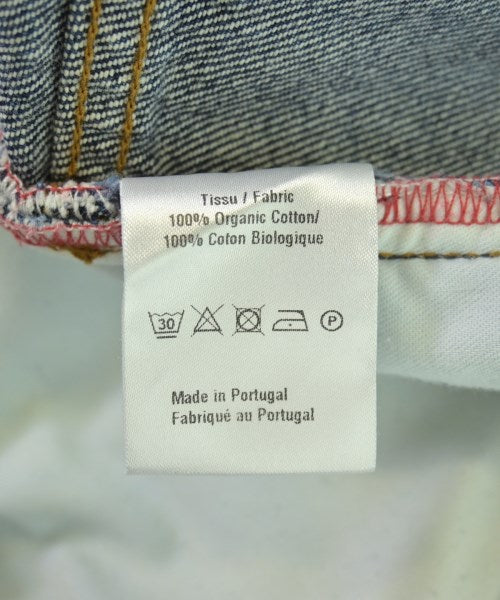 Tissu / Fabric
100% Organic Cotton/
100% Coton Biologique
30 P
Made in Portugal
Fabriqué au Portugal